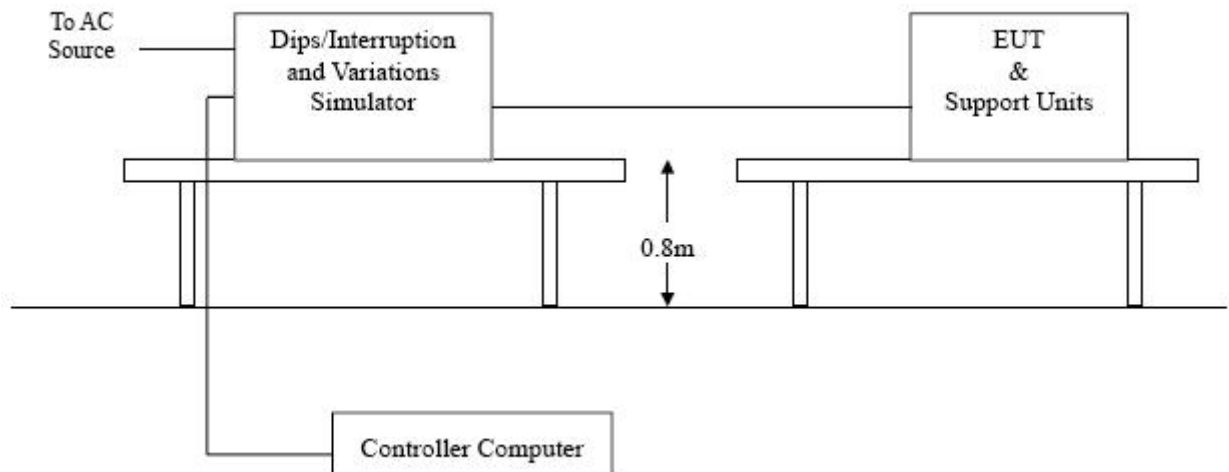 To AC
Source
Dips/Interruption
and Variations
Simulator
EUT
&
Support Units
0.8m
Controller Computer